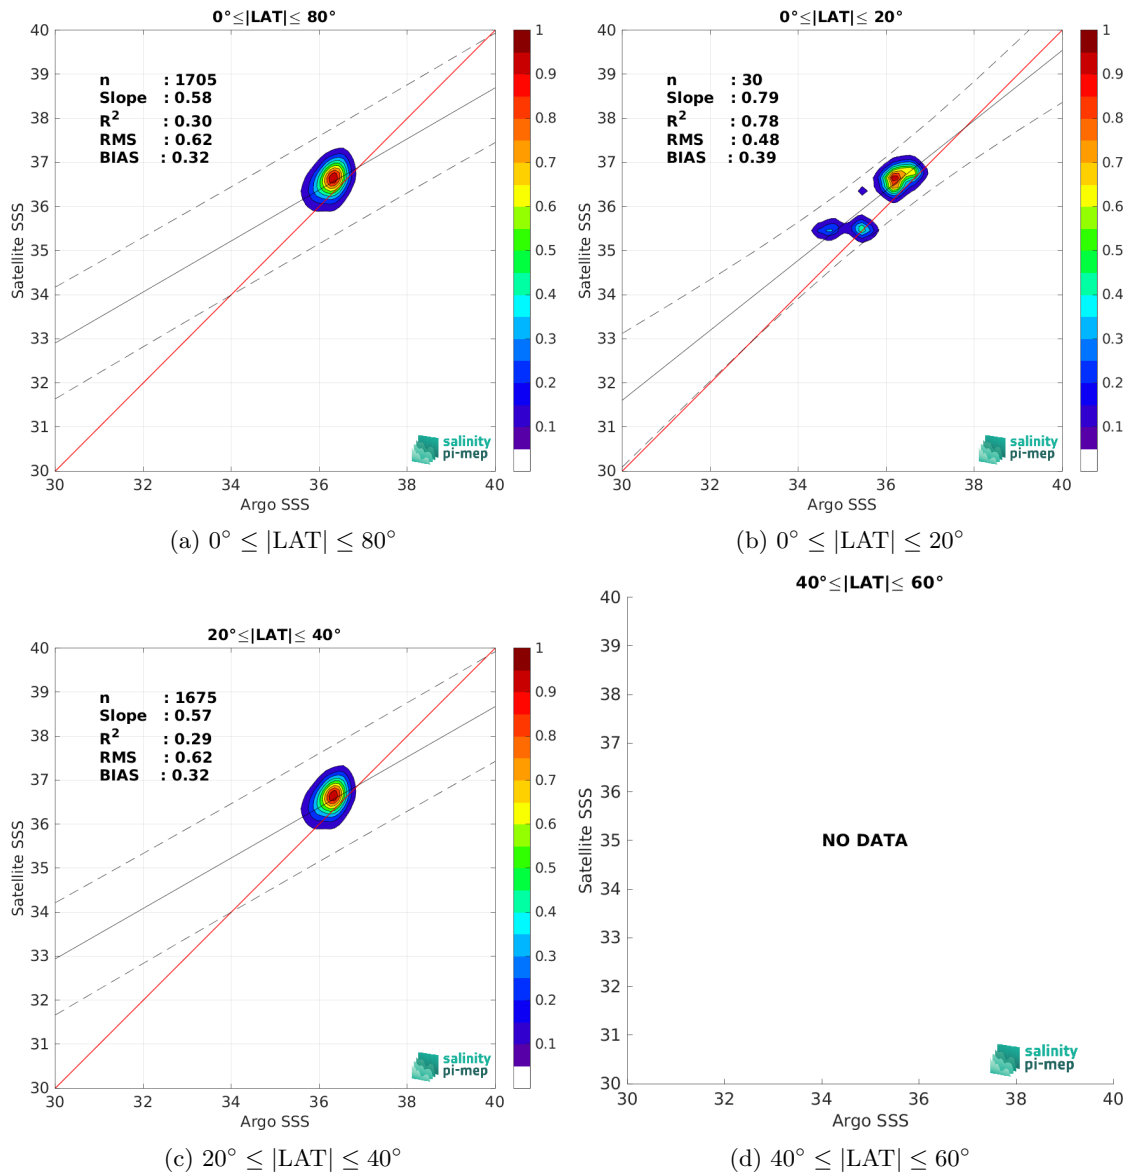 0°≤|LAT|≤ 80°
40
39
38
37
36
35
34
33
32
31
30
Satellite SSS
n : 1705
Slope : 0.58
R² : 0.30
RMS : 0.62
BIAS : 0.32
salinity
pi-mep
30 32 34 36 38 40
Argo SSS
1
0.9
0.8
0.7
0.6
0.5
0.4
0.3
0.2
0.1
(a) 0° ≤ |LAT| ≤ 80°
0°≤|LAT|≤ 20°
40
39
38
37
36
35
34
33
32
31
30
Satellite SSS
n : 30
Slope : 0.79
R² : 0.78
RMS : 0.48
BIAS : 0.39
salinity
pi-mep
30 32 34 36 38 40
Argo SSS
1
0.9
0.8
0.7
0.6
0.5
0.4
0.3
0.2
0.1
(b) 0° ≤ |LAT| ≤ 20°
20°≤|LAT|≤ 40°
40
39
38
37
36
35
34
33
32
31
30
Satellite SSS
n : 1675
Slope : 0.57
R² : 0.29
RMS : 0.62
BIAS : 0.32
salinity
pi-mep
30 32 34 36 38 40
Argo SSS
1
0.9
0.8
0.7
0.6
0.5
0.4
0.3
0.2
0.1
(c) 20° ≤ |LAT| ≤ 40°
40°≤|LAT|≤ 60°
40
39
38
37
36
35
34
33
32
31
30
Satellite SSS
NO DATA
salinity
pi-mep
30 32 34 36 38 40
Argo SSS
(d) 40° ≤ |LAT| ≤ 60°